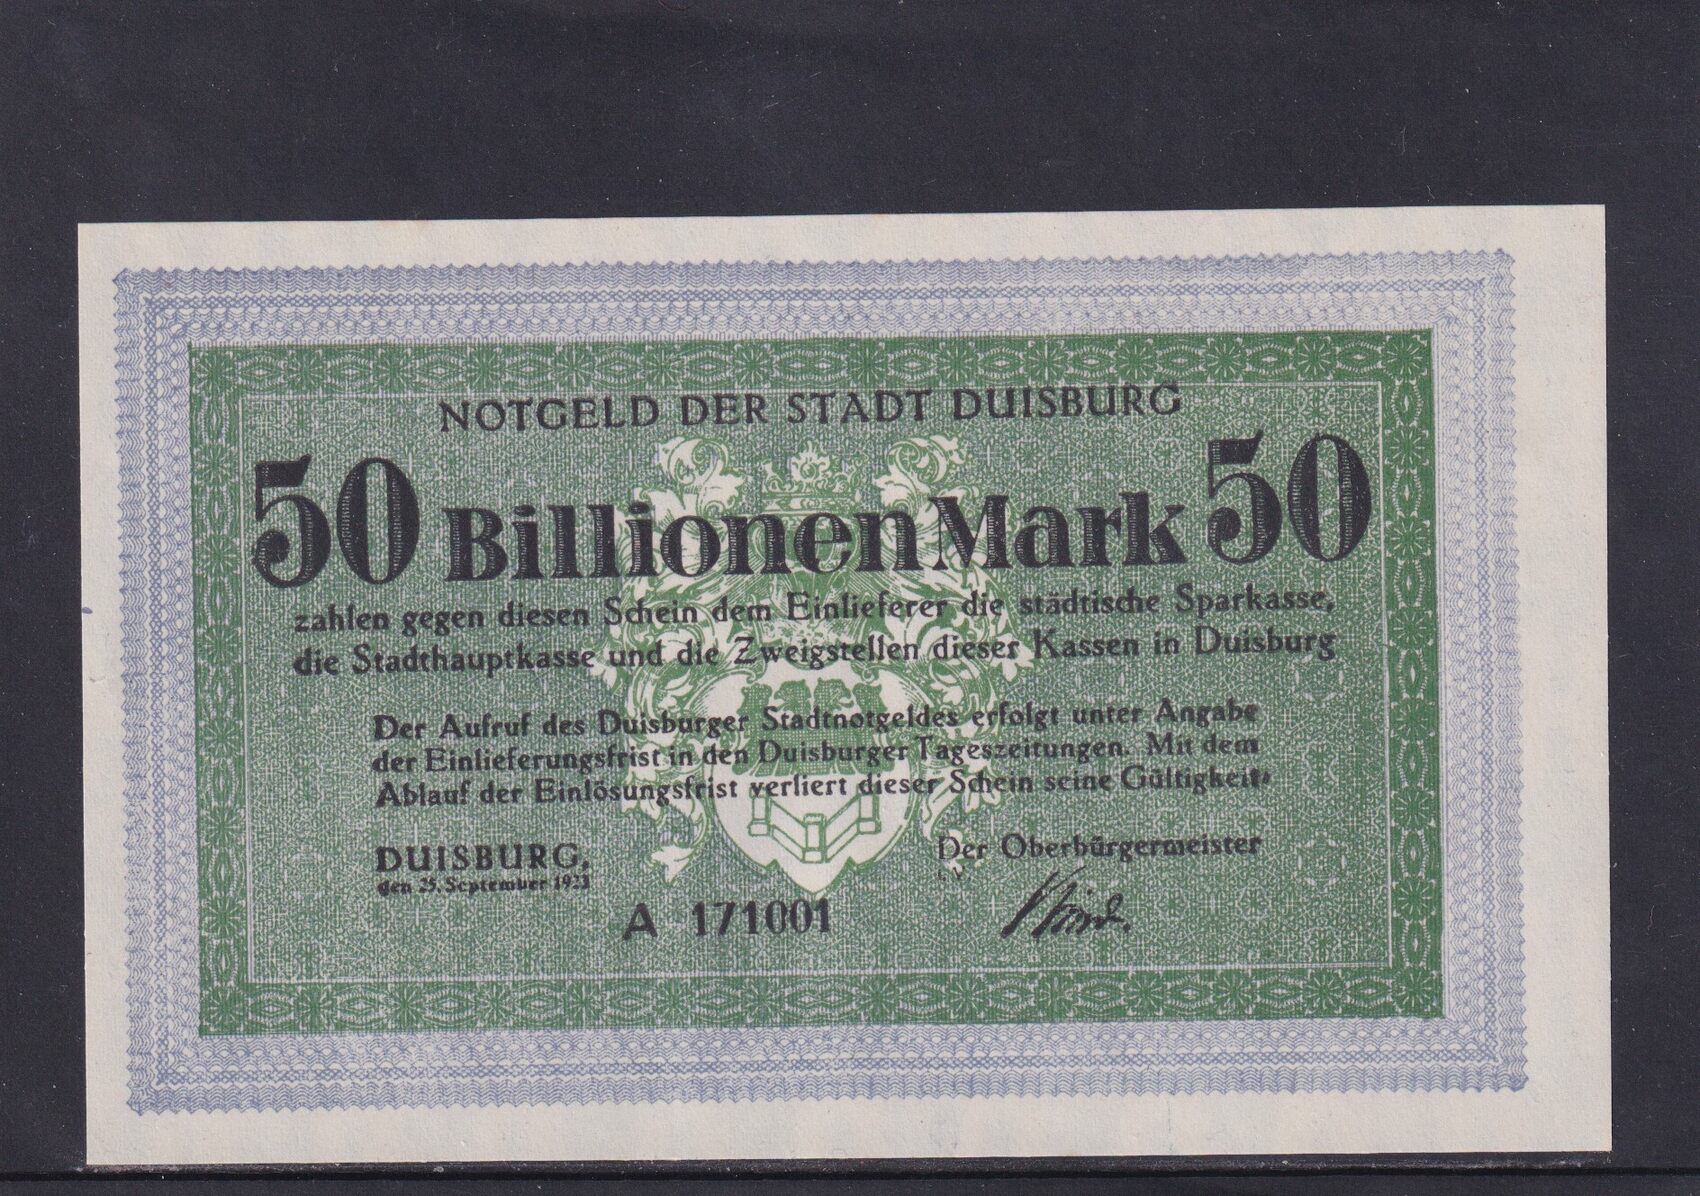 NOTGELD DER STADT DUISBURG
50 Billionen Mark 50
zahlen gegen diesen Schein dem Einlieferer die städtische Sparkasse,
die Stadthauptkasse und die Zweigstellen dieser Kassen in Duisburg
Der Aufruf des Duisburger Stadtnotgeldes erfolgt unter Angabe
der Einlieferungsfrist in den Duisburger Tageszeitungen. Mit dem
Ablauf der Einlösungsfrist verliert dieser Schein seine Gültigkeit.
DUISBURG,
den 25. September 1923
Der Oberbürgermeister
A 171001